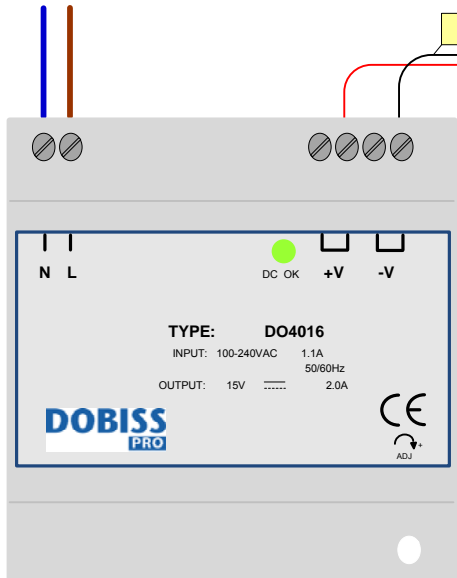 N L DC OK +V -V
TYPE: DO4016
INPUT: 100-240VAC 1.1A
50/60Hz
OUTPUT: 15V 2.0A
DOBISS
PRO
CE
+
ADJ